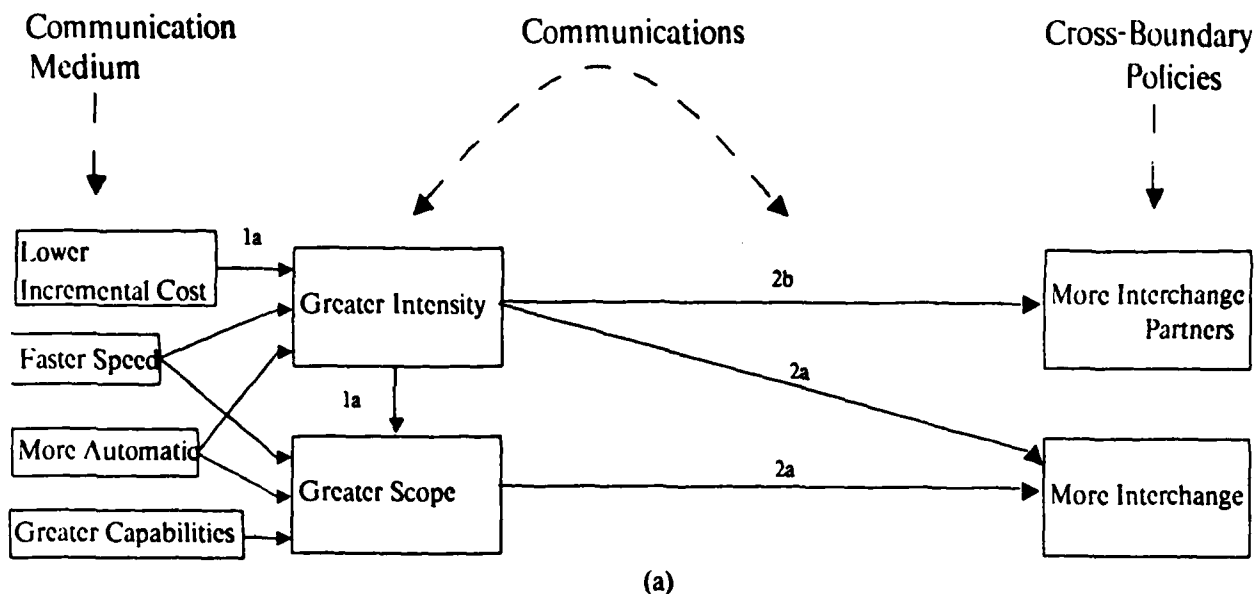 Communication
Medium
Communications
Cross-Boundary
Policies
Lower
Incremental Cost
1a
Greater Intensity
2b
More Interchange
Partners
Faster Speed
1a
2a
More Automatic
Greater Scope
2a
More Interchange
Greater Capabilities
(a)